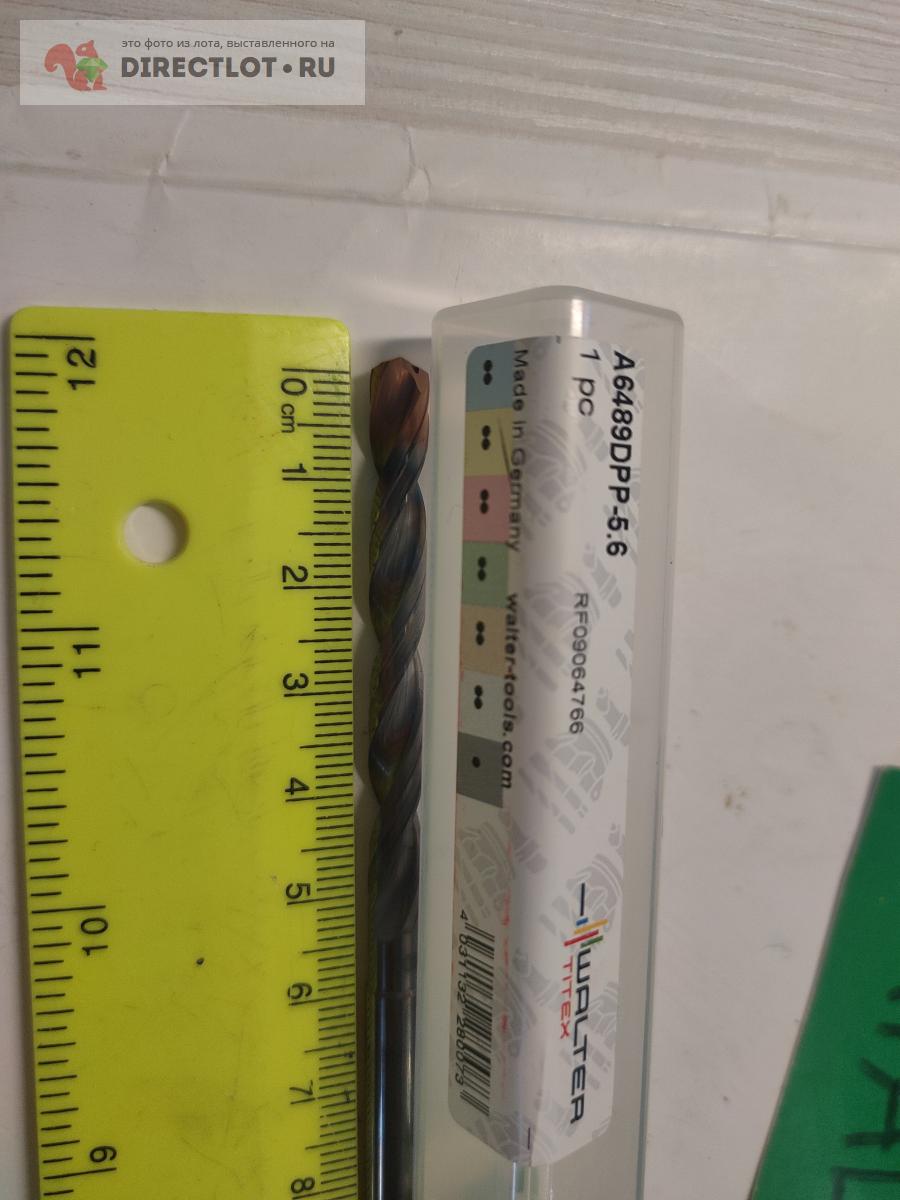 это фото из лота, выставленного на
DIRECTLOT.RU
A6489DPP-5.6
1 pc
RF09064766
Made in Germany walter-tools.com
WALTER
TITEX
0 cm
1
2
3
4
5
6
7
8
12
11
10
9